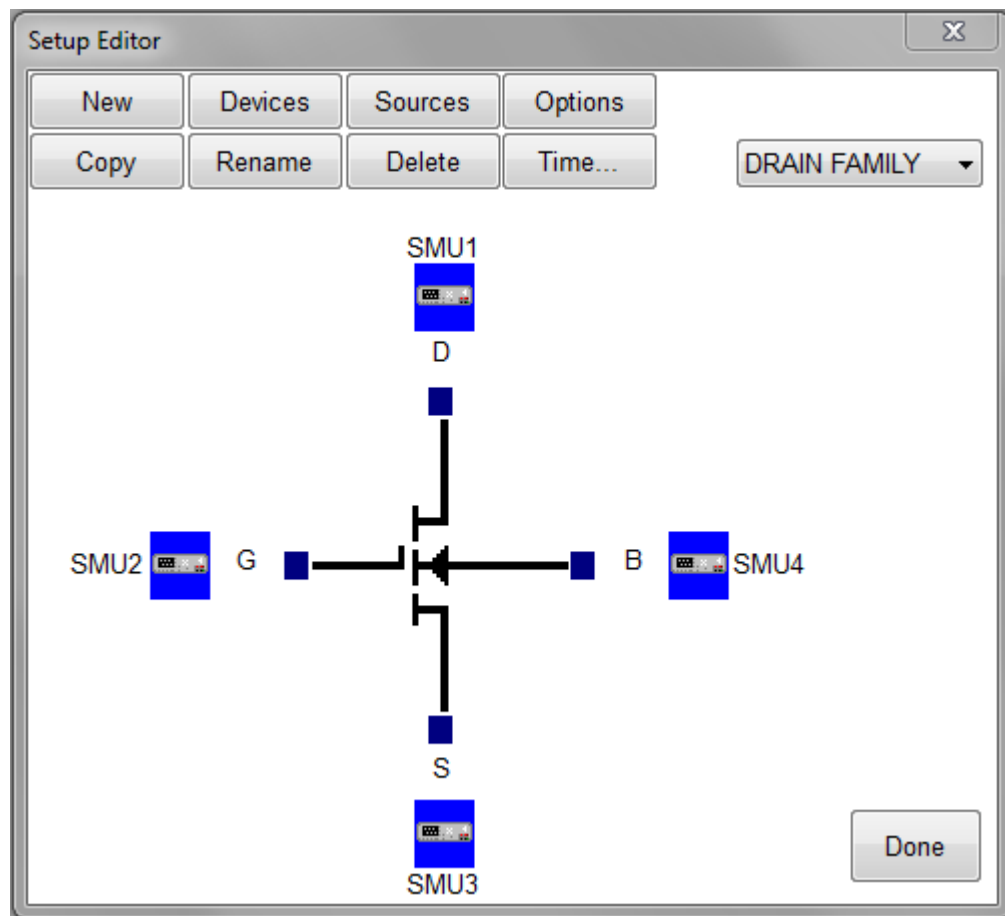 Setup Editor
New Devices Sources Options
Copy Rename Delete Time... DRAIN FAMILY
SMU1
D
SMU2 G B SMU4
S
SMU3
Done